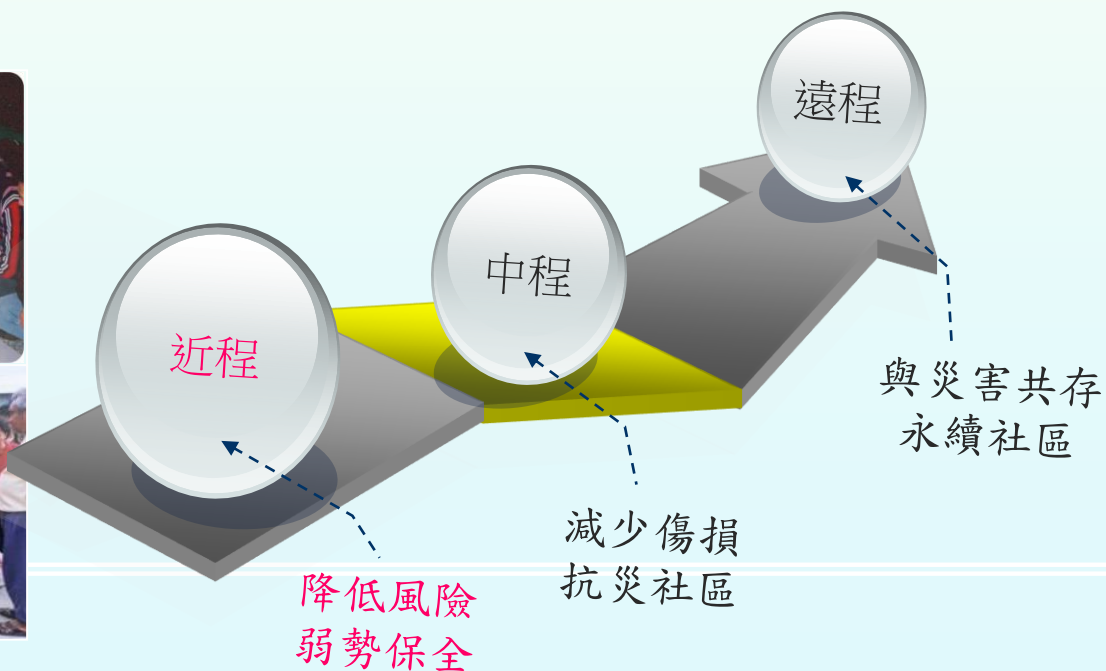 遠程
中程
近程
與災害共存
永續社區
減少傷損
抗災社區
降低風險
弱勢保全